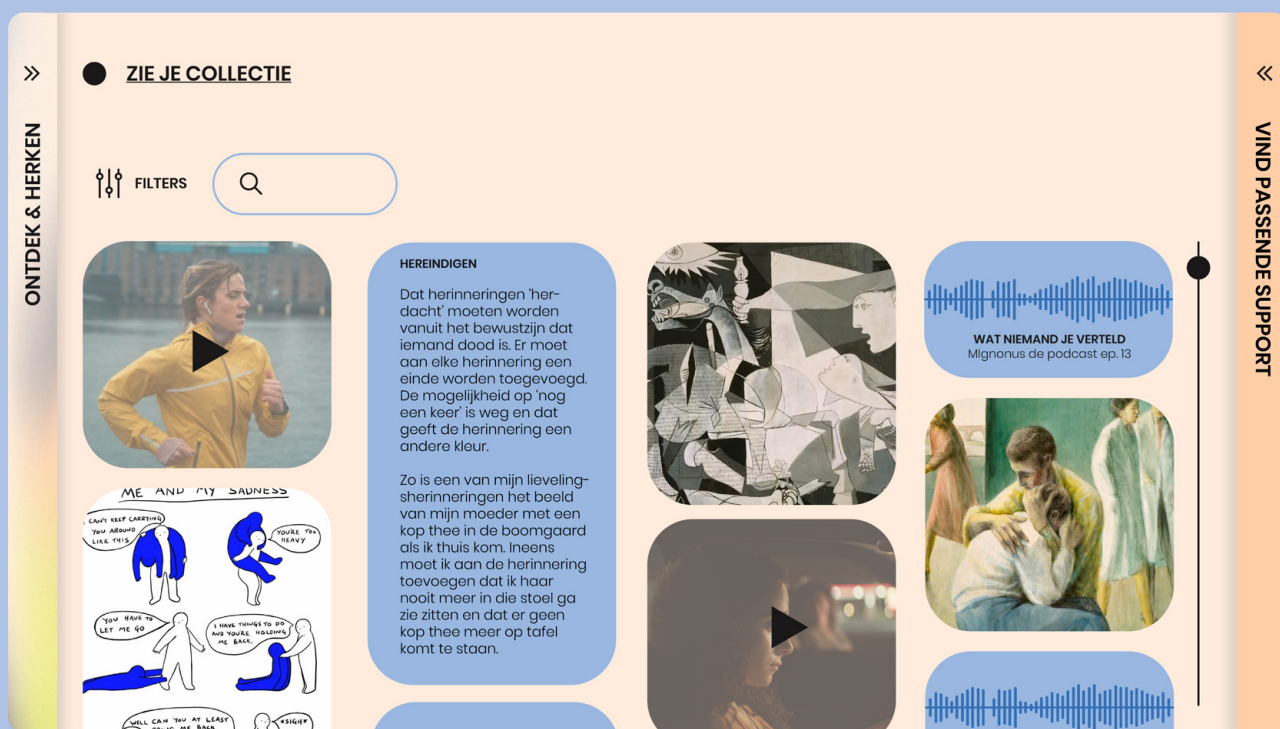 ZIE JE COLLECTIE
ONTDEK & HERKEN
FILTERS
HEREINDIGEN
Dat herinneringen 'her-
dacht' moeten worden
vanuit het bewustzijn dat
iemand dood is. Er moet
aan elke herinnering een
einde worden toegevoegd.
De mogelijkheid op 'nog
een keer' is weg en dat
geeft de herinnering een
andere kleur.
Zo is een van mijn lieveling-
sherinneringen het beeld
van mijn moeder met een
kop thee in de boomgaard
als ik thuis kom. Ineens
moet ik aan de herinnering
toevoegen dat ik haar
nooit meer in die stoel ga
zie zitten en dat er geen
kop thee meer op tafel
komt te staan.
WAT NIEMAND JE VERTELD
MIgnonus de podcast ep. 13
ME AND MY SADNESS
CAN'T KEEP CARRYING
YOU AROUND
LIKE THIS
YOU'RE TOO
HEAVY
YOU HAVE TO
LET ME GO
I HAVE THINGS TO DO
AND YOU'RE HOLDING
ME BACK.
WELL CAN YOU AT LEAST
*SIGH*
VIND PASSENDE SUPPORT